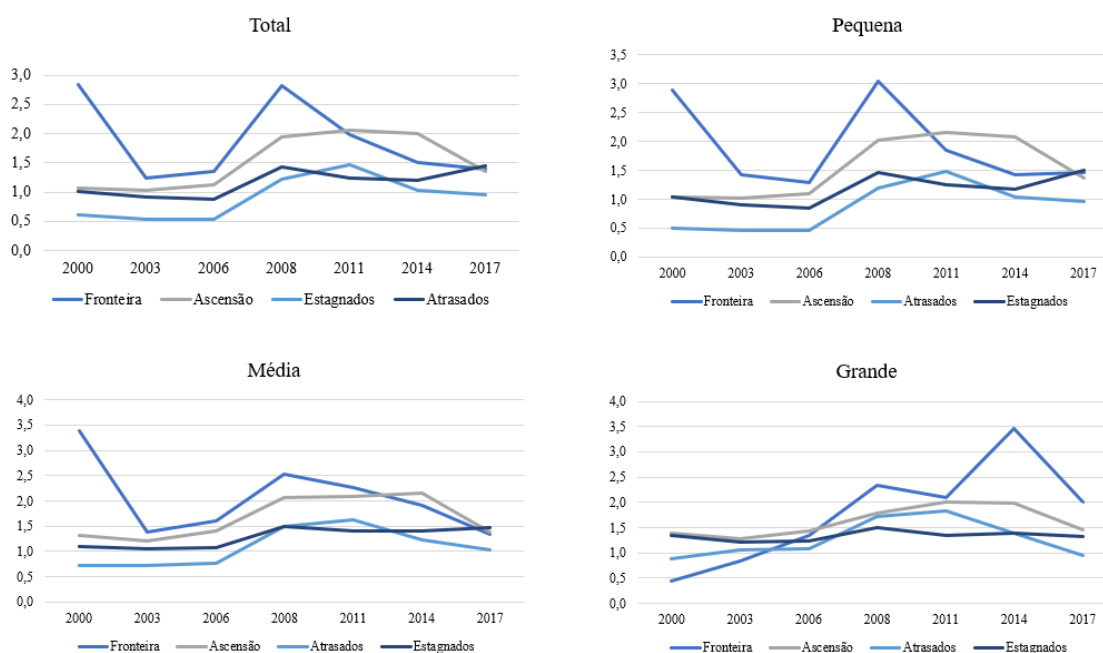 Total
3,0
2,5
2,0
1,5
1,0
0,5
0,0
2000 2003 2006 2008 2011 2014 2017
Fronteira Ascensão Estagnados Atrasados
Pequena
3,5
3,0
2,5
2,0
1,5
1,0
0,5
0,0
2000 2003 2006 2008 2011 2014 2017
Fronteira Ascensão Atrasados Estagnados
Média
4,0
3,5
3,0
2,5
2,0
1,5
1,0
0,5
0,0
2000 2003 2006 2008 2011 2014 2017
Fronteira Ascensão Atrasados Estagnados
Grande
4,0
3,5
3,0
2,5
2,0
1,5
1,0
0,5
0,0
2000 2003 2006 2008 2011 2014 2017
Fronteira Ascensão Atrasados Estagnados